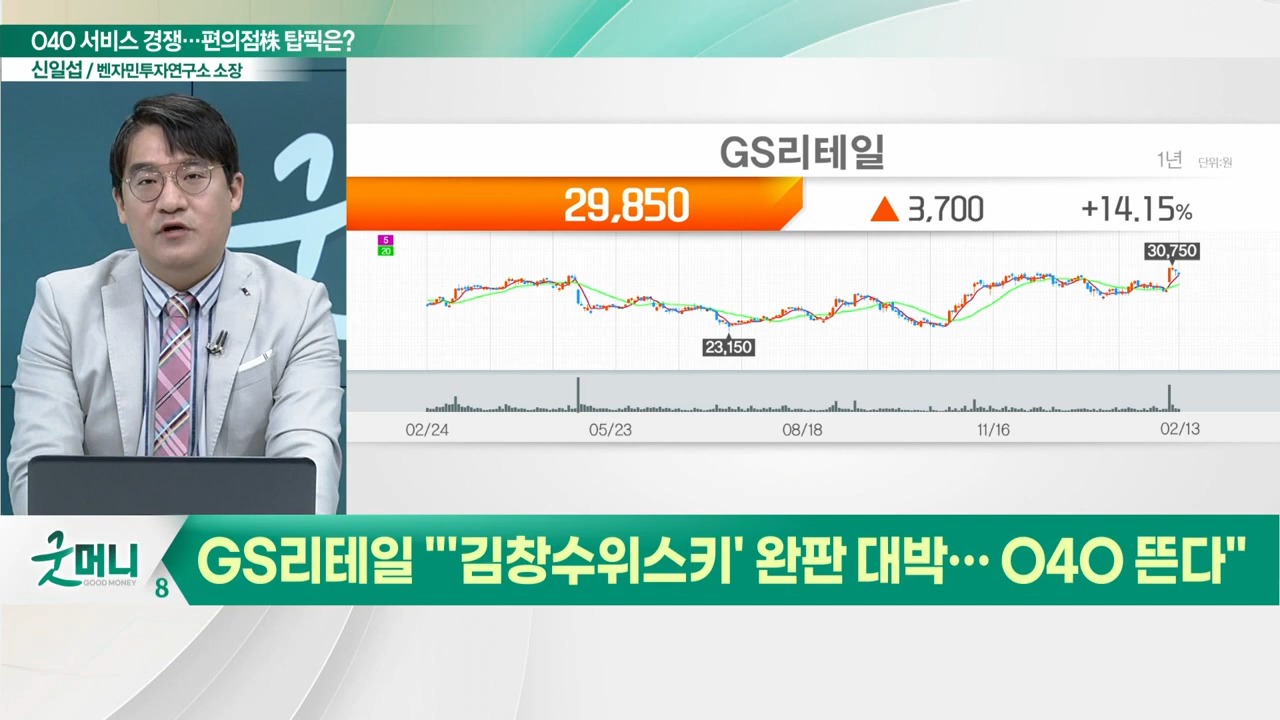 O4O 서비스 경쟁…편의점株 탑픽은?
신일섭 / 벤자민투자연구소 소장
GS리테일
1년 단위:원
29,850 ▲ 3,700 +14.15%
5
20
30,750
23,150
02/24 05/23 08/18 11/16 02/13
굿머니
GOOD MONEY
8
GS리테일 "'김창수위스키' 완판 대박… O4O 뜬다"